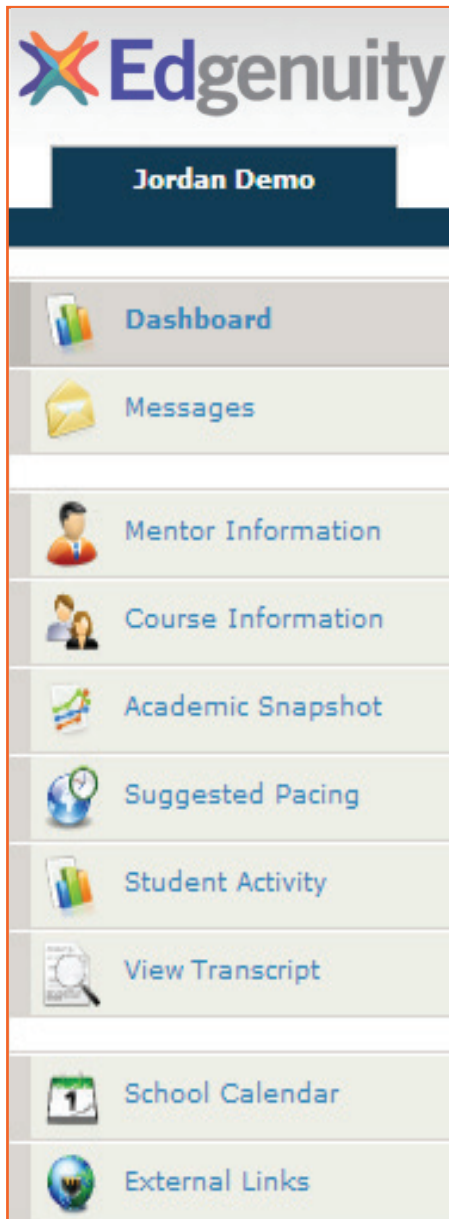 Edgenuity
Jordan Demo
Dashboard
Messages
Mentor Information
Course Information
Academic Snapshot
Suggested Pacing
Student Activity
View Transcript
1
School Calendar
External Links